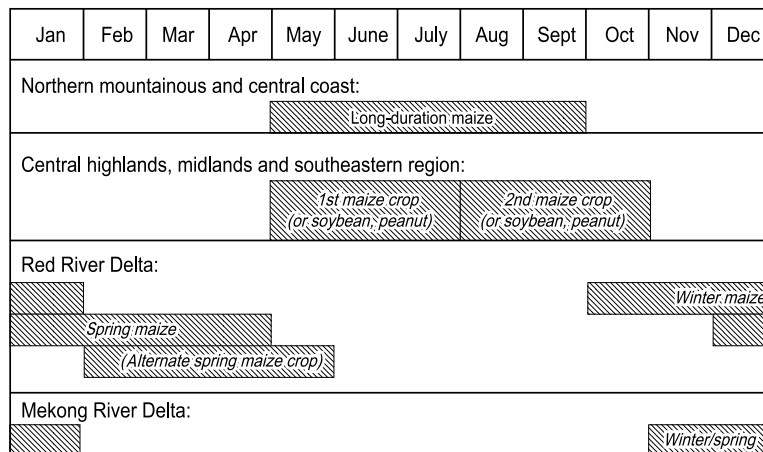 Jan Feb Mar Apr May June July Aug Sept Oct Nov Dec
Northern mountainous and central coast:
Long-duration maize
Central highlands, midlands and southeastern region:
1st maize crop
(or soybean, peanut)
2nd maize crop
(or soybean, peanut)
Red River Delta:
Winter maize
Spring maize
(Alternate spring maize crop)
Mekong River Delta:
Winter/spring